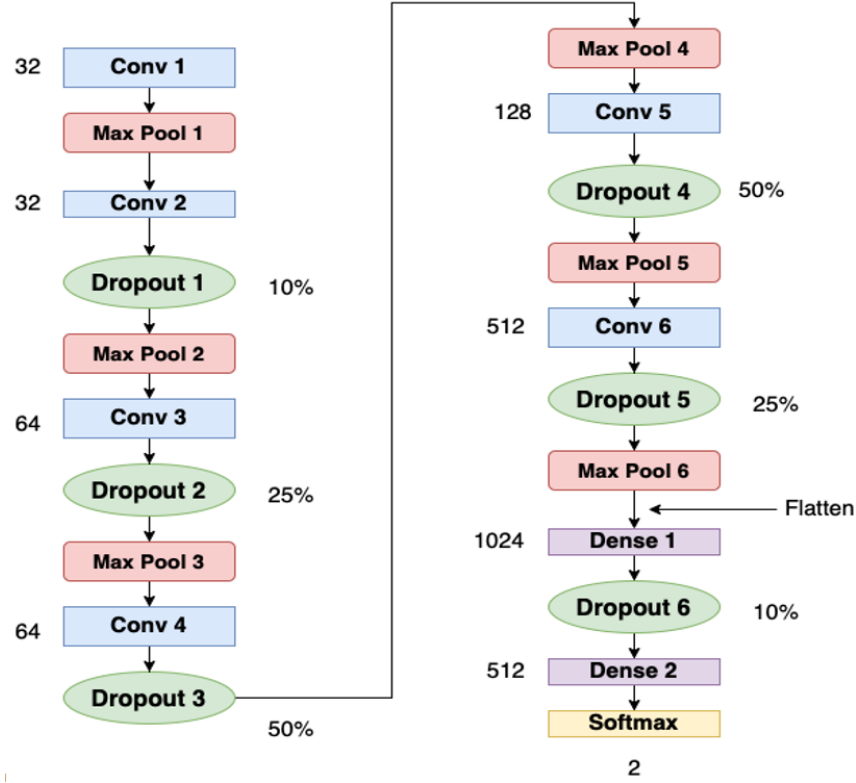 32 Conv 1
Max Pool 1
32 Conv 2
Dropout 1 10%
Max Pool 2
64 Conv 3
Dropout 2 25%
Max Pool 3
64 Conv 4
Dropout 3
50%
Max Pool 4
128 Conv 5
Dropout 4 50%
Max Pool 5
512 Conv 6
Dropout 5 25%
Max Pool 6
Flatten
1024 Dense 1
Dropout 6 10%
512 Dense 2
Softmax
2